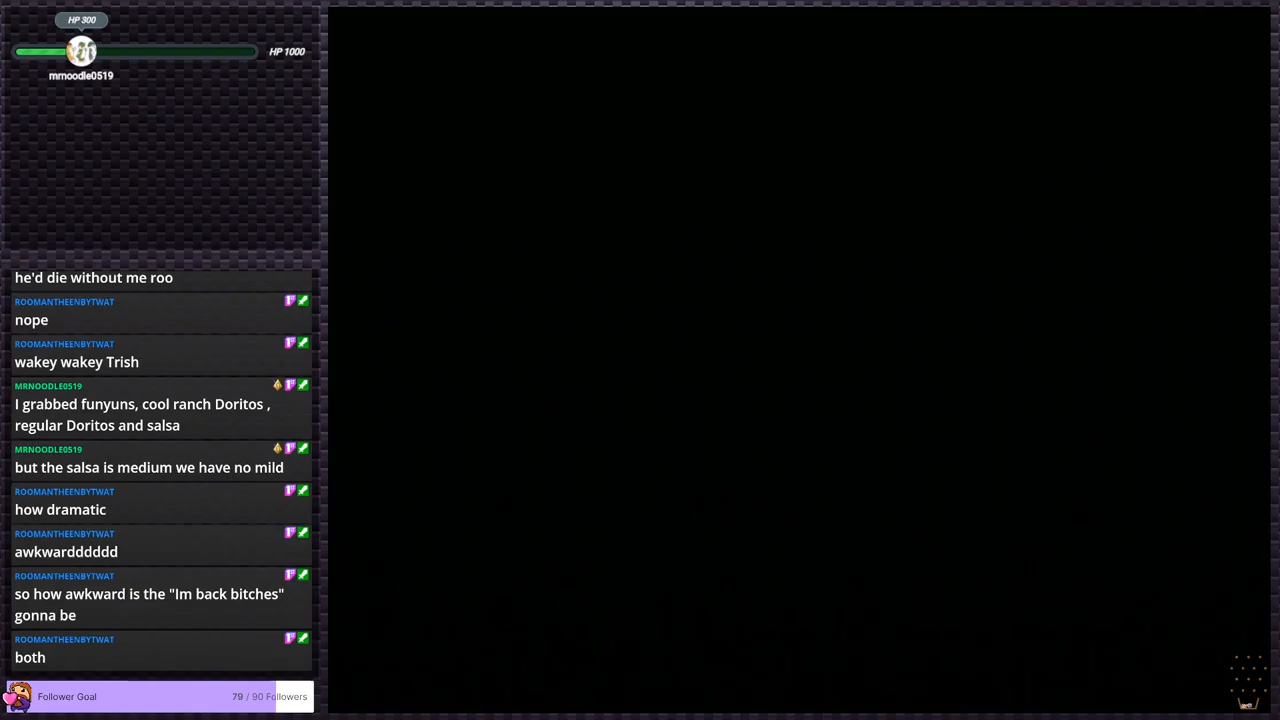 HP 300
HP 1000
mrnoodle0519
he'd die without me roo
ROOMANTHEENBYTWAT
nope
ROOMANTHEENBYTWAT
wakey wakey Trish
MRNOODLE0519
I grabbed funyuns, cool ranch Doritos ,
regular Doritos and salsa
MRNOODLE0519
but the salsa is medium we have no mild
ROOMANTHEENBYTWAT
how dramatic
ROOMANTHEENBYTWAT
awkwardddddd
ROOMANTHEENBYTWAT
so how awkward is the "Im back bitches"
gonna be
ROOMANTHEENBYTWAT
both
Follower Goal 79 / 90 Followers